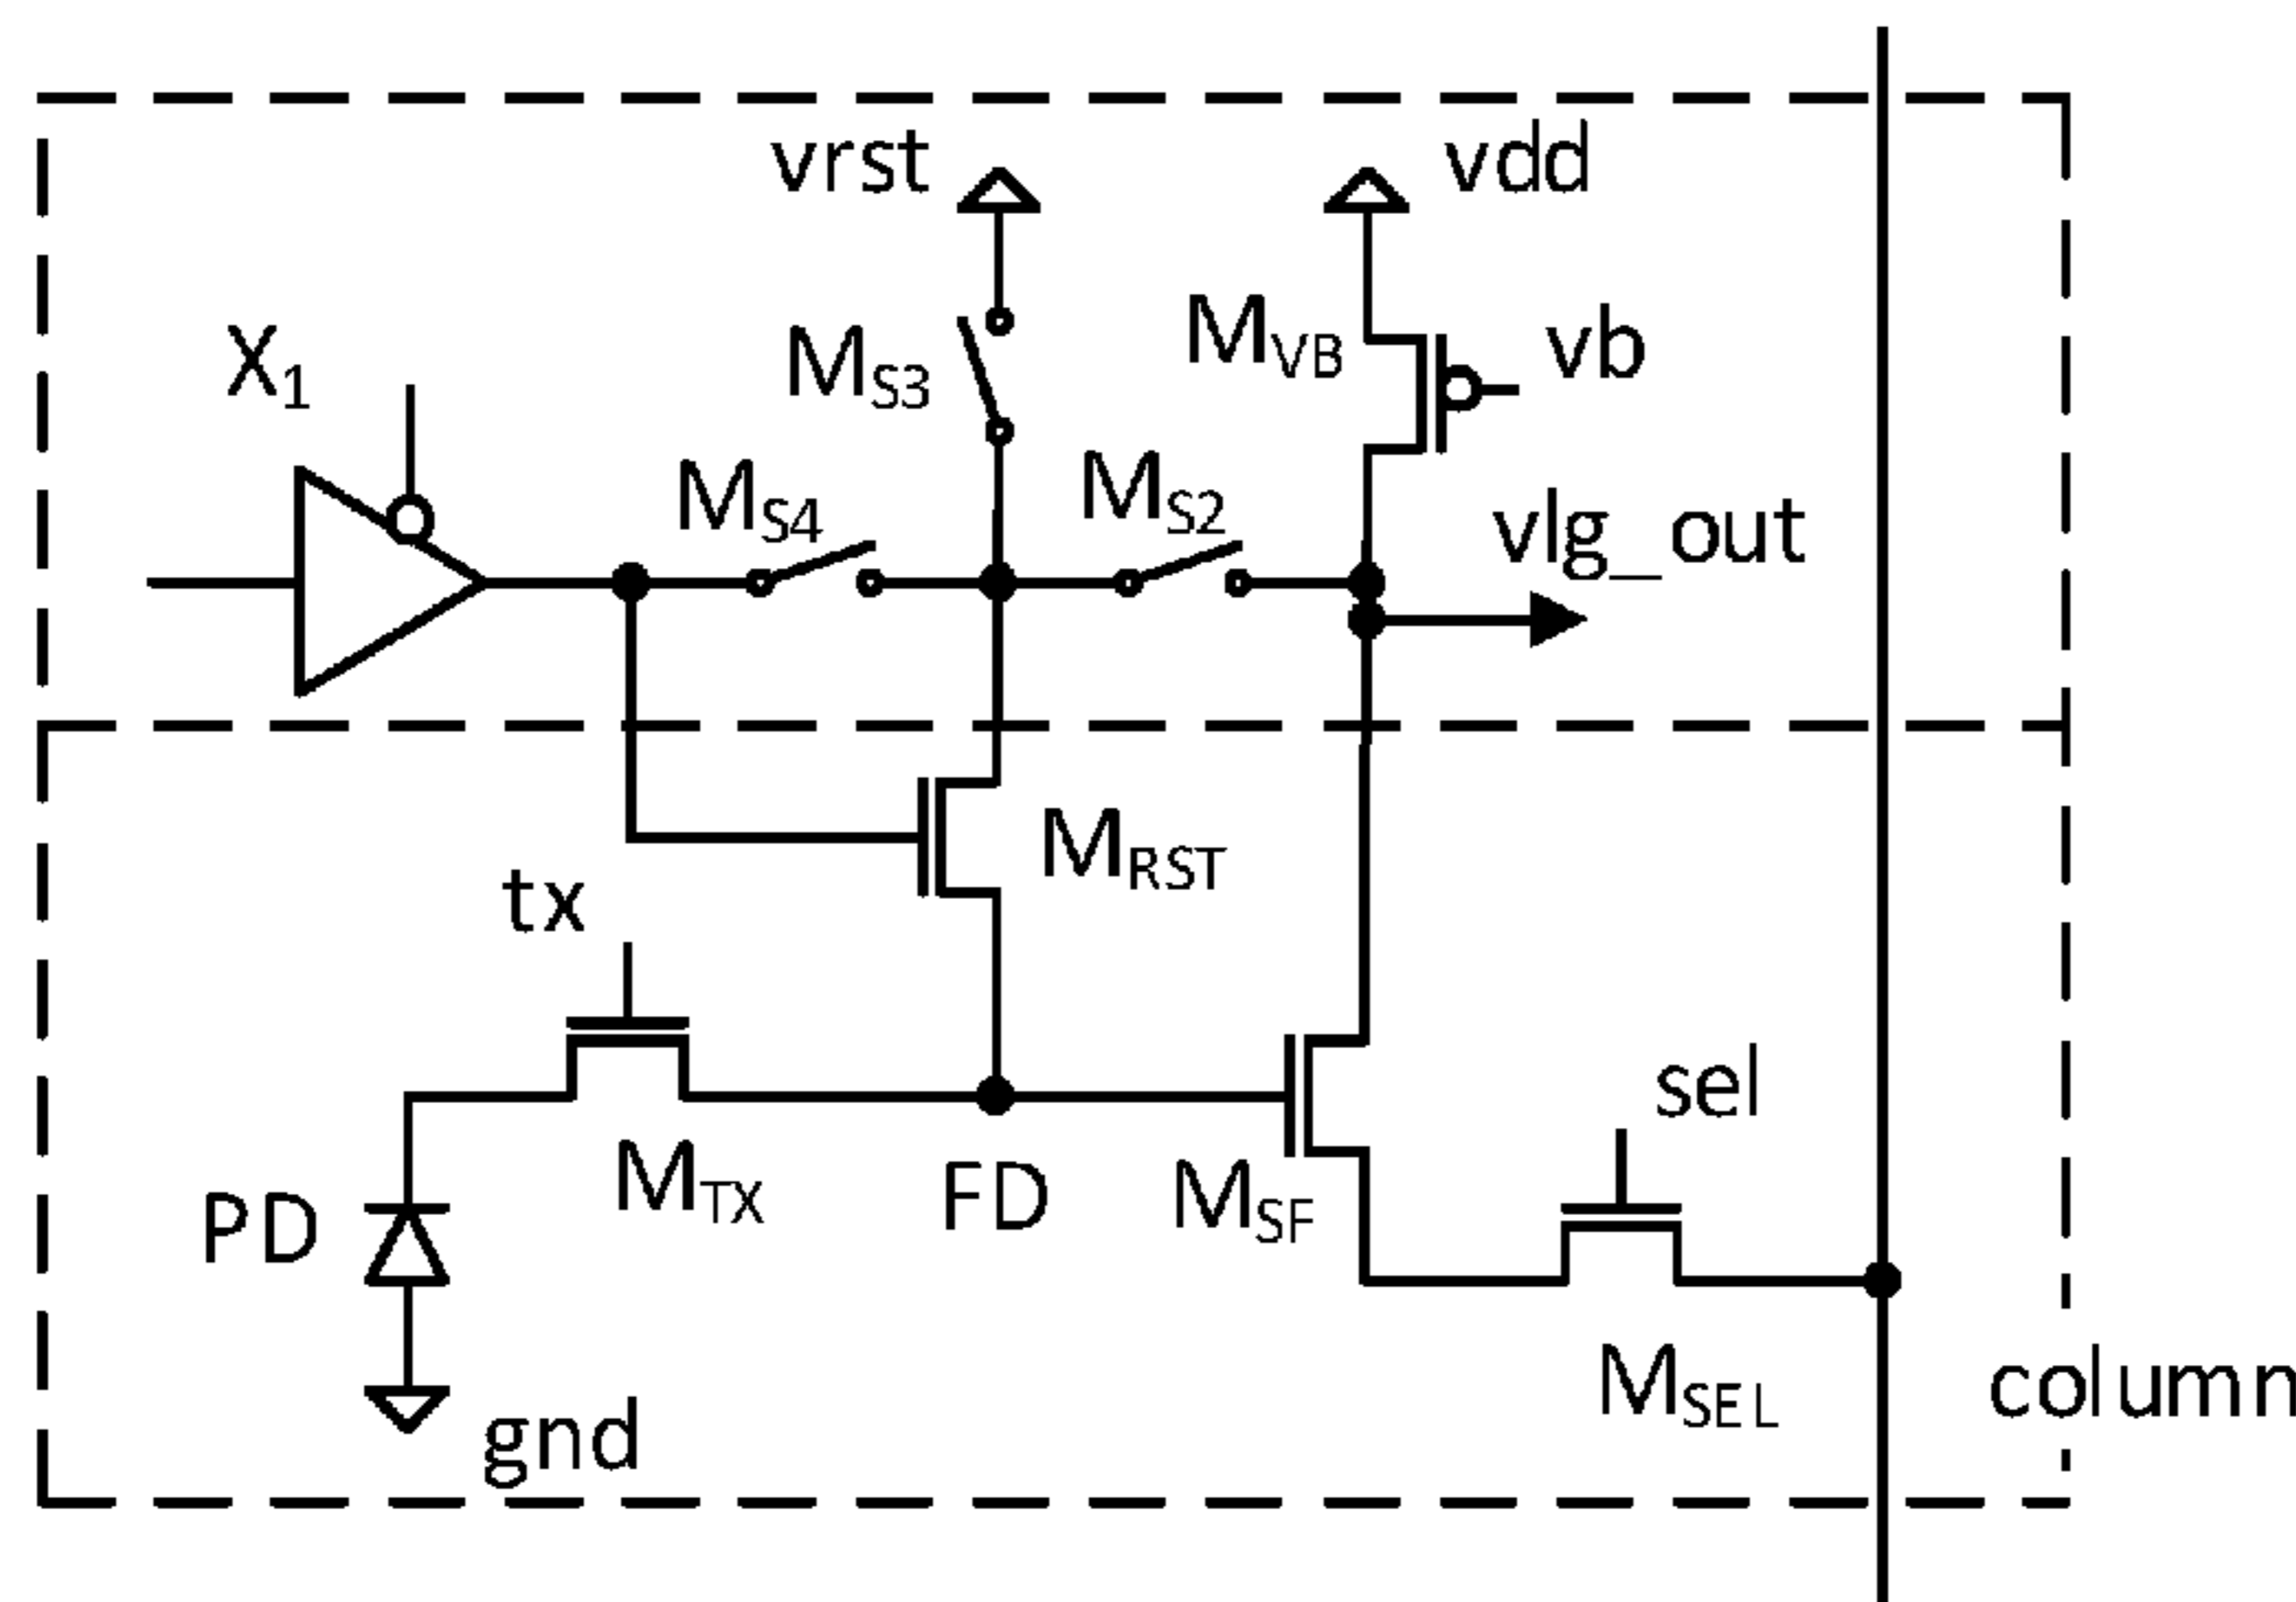 vrst
vdd
X1
MS3
MVB
vb
MS4
MS2
vlg_out
MRST
tx
sel
MTX
FD
MSF
PD
MSEL
column
gnd